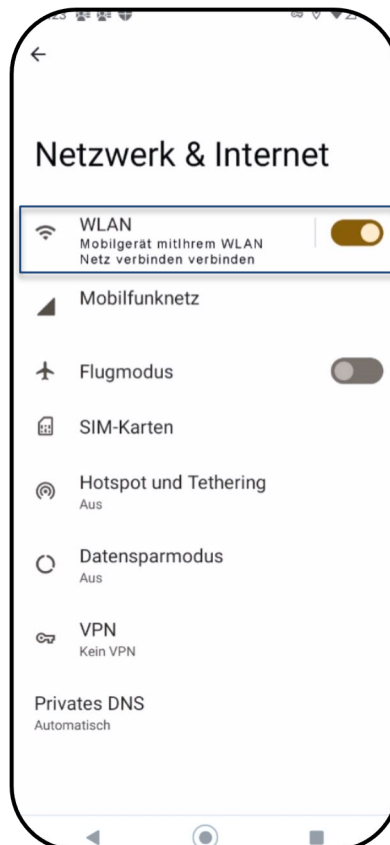 Netzwerk & Internet
WLAN
Mobilgerät mitIhrem WLAN
Netz verbinden verbinden
Mobilfunknetz
Flugmodus
SIM-Karten
Hotspot und Tethering
Aus
Datensparmodus
Aus
VPN
Kein VPN
Privates DNS
Automatisch